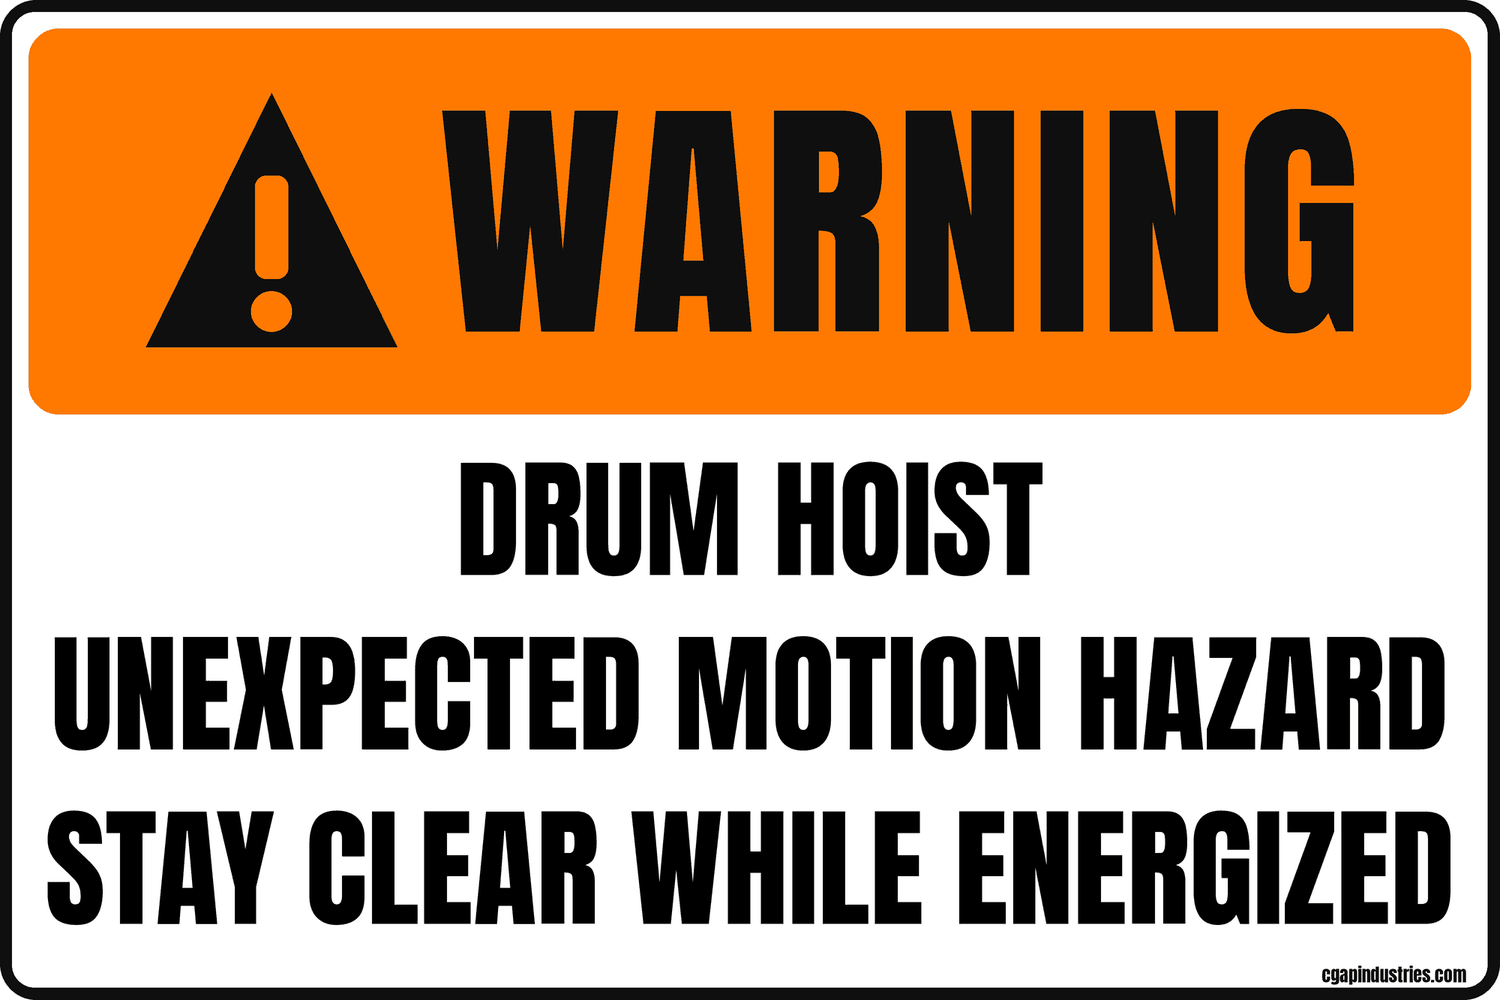 WARNING
DRUM HOIST
UNEXPECTED MOTION HAZARD
STAY CLEAR WHILE ENERGIZED
cgapindustries.com